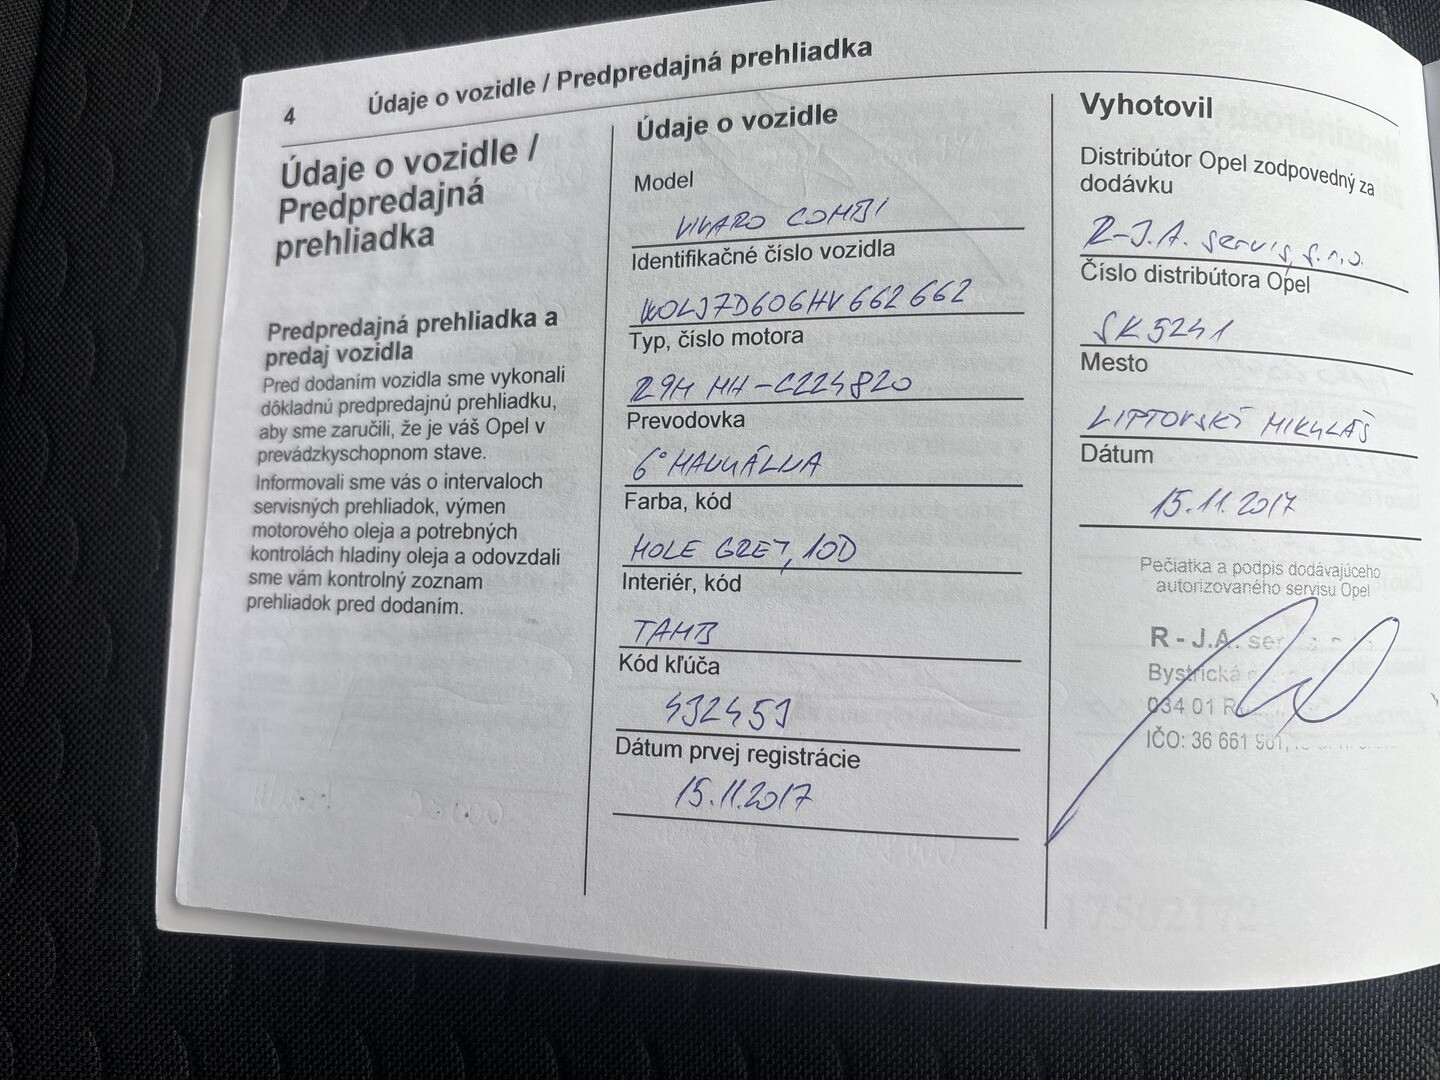 4
Údaje o vozidle / Predpredajná prehliadka
Údaje o vozidle /
Predpredajná
prehliadka
Predpredajná prehliadka a
predaj vozidla
Pred dodaním vozidla sme vykonali
dôkladnú predpredajnú prehliadku,
aby sme zaručili, že je váš Opel v
prevádzkyschopnom stave.
Informovali sme vás o intervaloch
servisných prehliadok, výmen
motorového oleja a potrebných
kontrolách hladiny oleja a odovzdali
sme vám kontrolný zoznam
prehliadok pred dodaním.
Údaje o vozidle
Model
VIVARO COMBI
Identifikačné číslo vozidla
W0LJ7D606HV662662
Typ, číslo motora
R9M MH-C224820
Prevodovka
6° MANUÁLNA
Farba, kód
MOLE GREY, 10D
Interiér, kód
TAMB
Kód kľúča
Dátum prvej registrácie
15.11.2017
Vyhotovil
Distribútor Opel zodpovedný za
dodávku
R-J.A. servis, s.r.o.
Číslo distribútora Opel
SK5241
Mesto
LIPTOVSKÝ MIKULÁŠ
Dátum
15.11.2017
Pečiatka a podpis dodávajúceho
autorizovaného servisu Opel
R - J.A.
Bystrická
034 01
IČO: 36 661